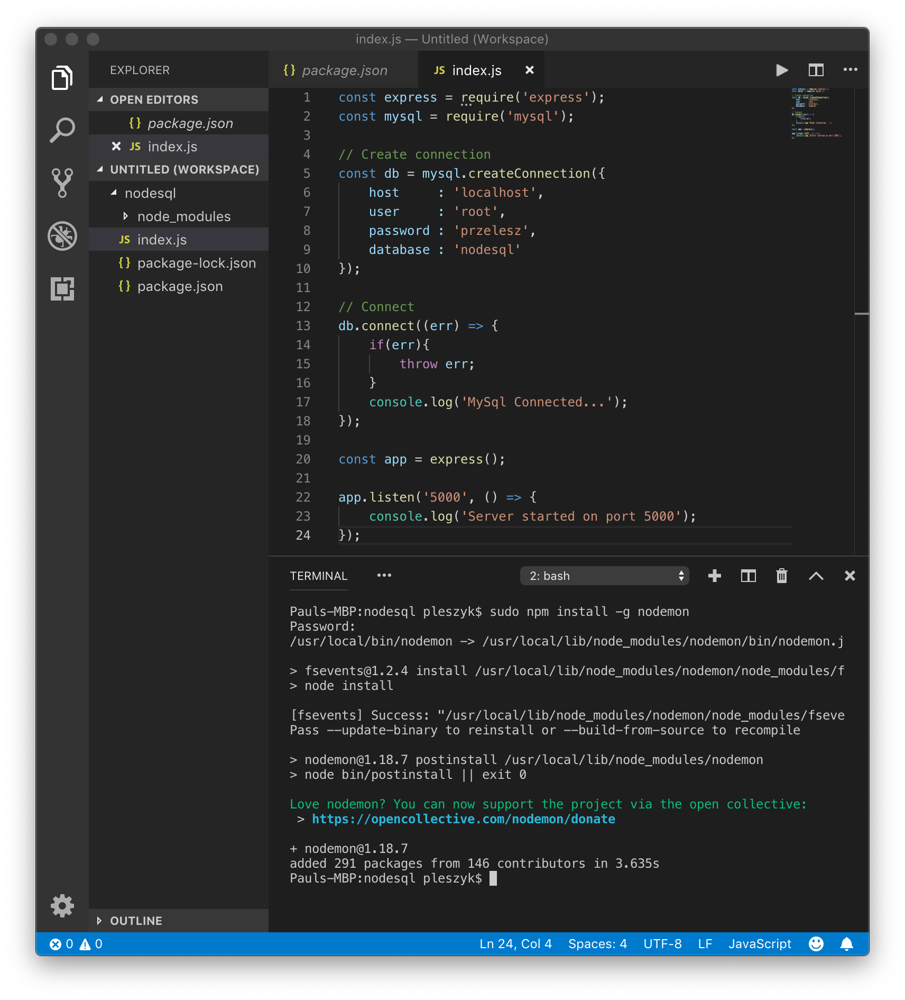 index.js — Untitled (Workspace)
EXPLORER
OPEN EDITORS
{} package.json
JS index.js
UNTITLED (WORKSPACE)
nodesql
node_modules
JS index.js
{} package-lock.json
{} package.json
OUTLINE
{} package.json
JS index.js
1 const express = require('express');
2 const mysql = require('mysql');
3
4 // Create connection
5 const db = mysql.createConnection({
6     host     : 'localhost',
7     user     : 'root',
8     password : 'przelesz',
9     database : 'nodesql'
10 });
11
12 // Connect
13 db.connect((err) => {
14     if(err){
15         throw err;
16     }
17     console.log('MySql Connected...');
18 });
19
20 const app = express();
21
22 app.listen('5000', () => {
23     console.log('Server started on port 5000');
24 });
TERMINAL
2: bash
Pauls-MBP:nodesql pleszyk$ sudo npm install -g nodemon
Password:
/usr/local/bin/nodemon -> /usr/local/lib/node_modules/nodemon/bin/nodemon.j
> fsevents@1.2.4 install /usr/local/lib/node_modules/nodemon/node_modules/f
> node install
[fsevents] Success: "/usr/local/lib/node_modules/nodemon/node_modules/fseve
Pass --update-binary to reinstall or --build-from-source to recompile
> nodemon@1.18.7 postinstall /usr/local/lib/node_modules/nodemon
> node bin/postinstall || exit 0
Love nodemon? You can now support the project via the open collective:
> https://opencollective.com/nodemon/donate
+ nodemon@1.18.7
added 291 packages from 146 contributors in 3.635s
Pauls-MBP:nodesql pleszyk$
0 0
Ln 24, Col 4 Spaces: 4 UTF-8 LF JavaScript